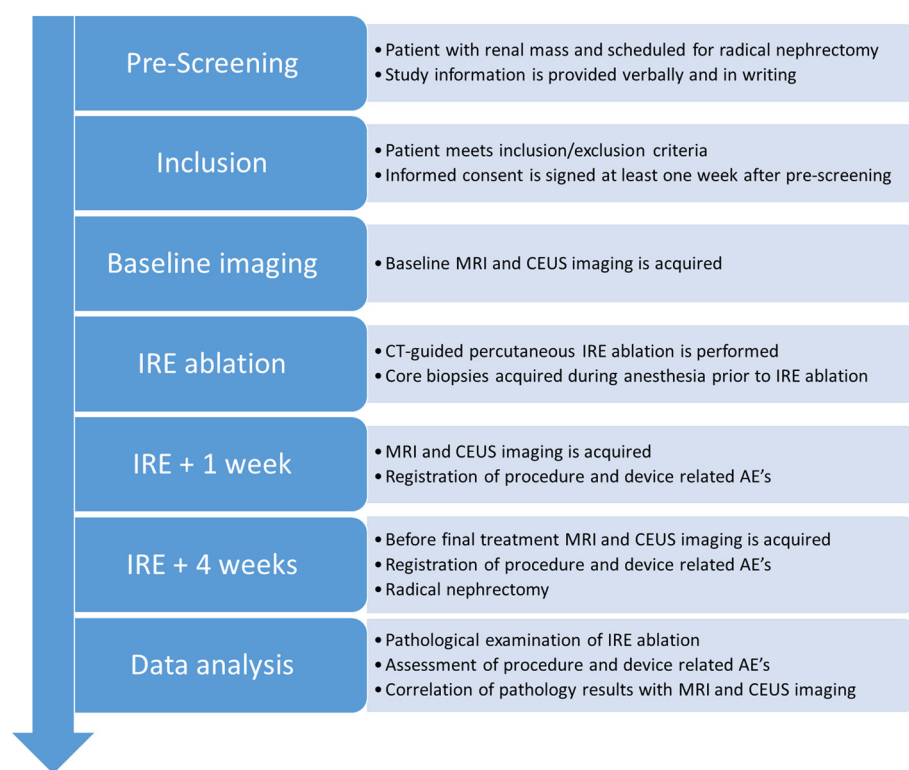 Pre-Screening
• Patient with renal mass and scheduled for radical nephrectomy
• Study information is provided verbally and in writing
Inclusion
• Patient meets inclusion/exclusion criteria
• Informed consent is signed at least one week after pre-screening
Baseline imaging
• Baseline MRI and CEUS imaging is acquired
IRE ablation
• CT-guided percutaneous IRE ablation is performed
• Core biopsies acquired during anesthesia prior to IRE ablation
IRE + 1 week
• MRI and CEUS imaging is acquired
• Registration of procedure and device related AE's
IRE + 4 weeks
• Before final treatment MRI and CEUS imaging is acquired
• Registration of procedure and device related AE's
• Radical nephrectomy
Data analysis
• Pathological examination of IRE ablation
• Assessment of procedure and device related AE's
• Correlation of pathology results with MRI and CEUS imaging